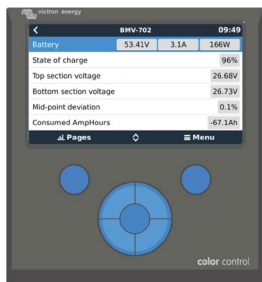 victron energy
BMV-702 09:49
Battery 53.41V 3.1A 166W
State of charge 96%
Top section voltage 26.68V
Bottom section voltage 26.73V
Mid-point deviation 0.1%
Consumed AmpHours -67.1Ah
Pages Menu
color control